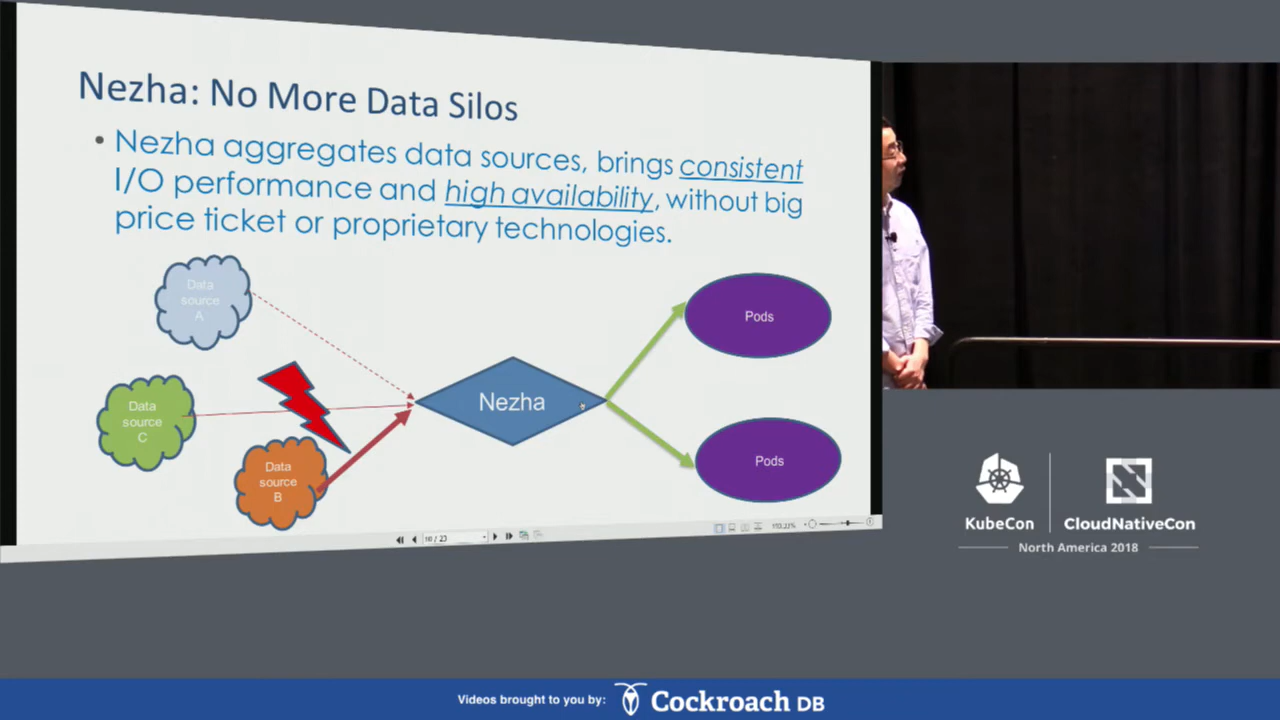 Nezha: No More Data Silos
• Nezha aggregates data sources, brings consistent
I/O performance and high availability, without big
price ticket or proprietary technologies.
Data
source
A
Data
source
C
Data
source
B
Nezha
Pods
Pods
KubeCon
CloudNativeCon
North America 2018
Videos brought to you by:
Cockroach DB